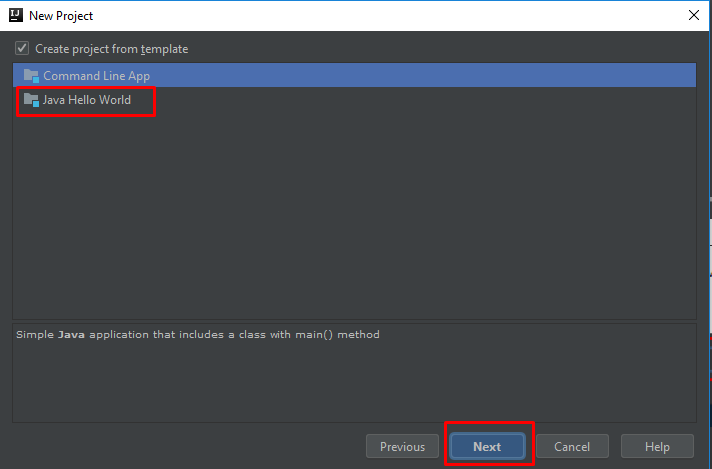 IJ New Project
Create project from template
Command Line App
Java Hello World
Simple Java application that includes a class with main() method
Previous Next Cancel Help